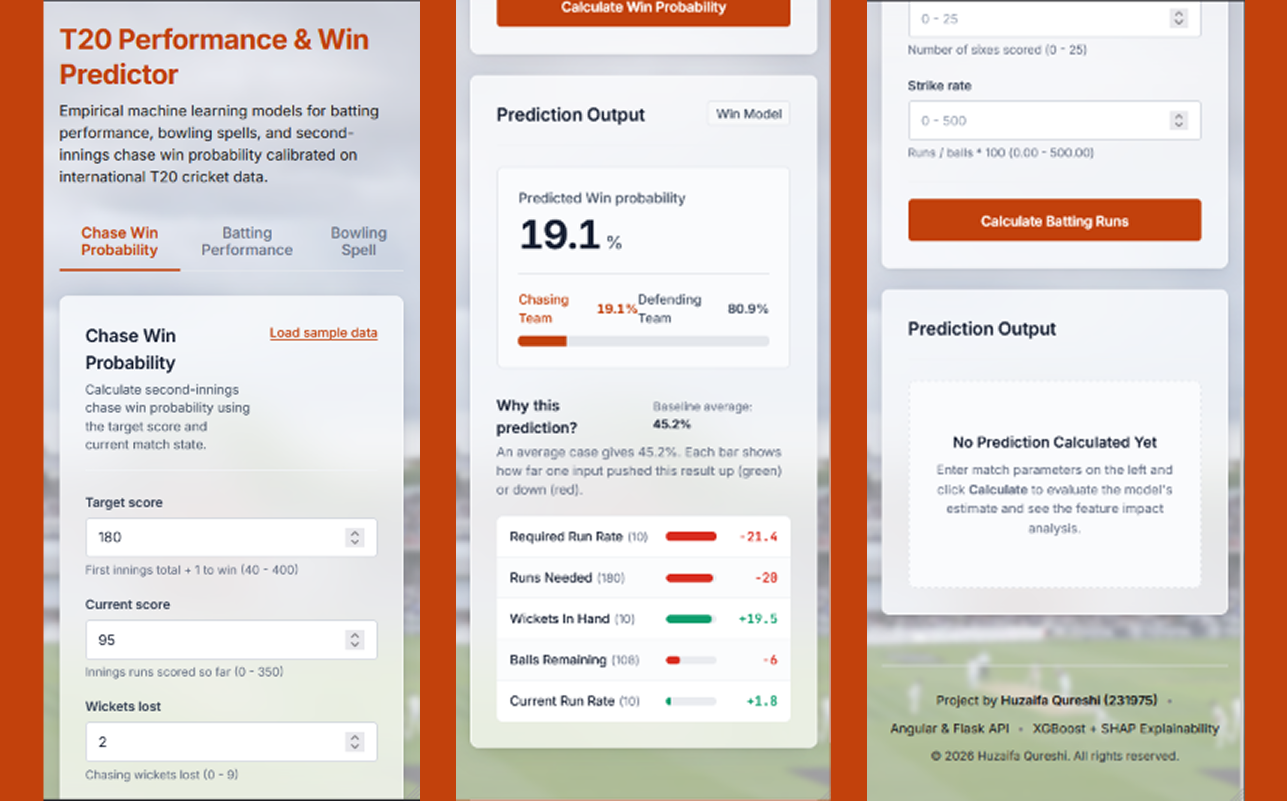 T20 Performance & Win
Predictor
Empirical machine learning models for batting
performance, bowling spells, and second-
innings chase win probability calibrated on
international T20 cricket data.
Chase Win
Probability
Batting
Performance
Bowling
Spell
Chase Win
Probability
Load sample data
Calculate second-innings
chase win probability using
the target score and
current match state.
Target score
180
First innings total + 1 to win (40 - 400)
Current score
95
Innings runs scored so far (0 - 350)
Wickets lost
2
Chasing wickets lost (0 - 9)
Calculate Win Probability
Prediction Output
Win Model
Predicted Win probability
19.1 %
Chasing
Team
19.1%
Defending
Team
80.9%
Why this
prediction?
Baseline average:
45.2%
An average case gives 45.2%. Each bar shows
how far one input pushed this result up (green)
or down (red).
Required Run Rate (10) -21.4
Runs Needed (180) -20
Wickets In Hand (10) +19.5
Balls Remaining (108) -6
Current Run Rate (10) +1.8
0 - 25
Number of sixes scored (0 - 25)
Strike rate
0 - 500
Runs / balls * 100 (0.00 - 500.00)
Calculate Batting Runs
Prediction Output
No Prediction Calculated Yet
Enter match parameters on the left and
click Calculate to evaluate the model's
estimate and see the feature impact
analysis.
Project by Huzaifa Qureshi (231975) •
Angular & Flask API • XGBoost + SHAP Explainability
© 2026 Huzaifa Qureshi. All rights reserved.